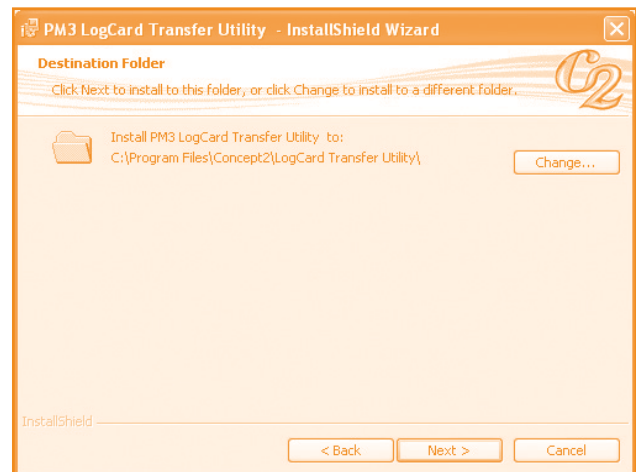 PM3 LogCard Transfer Utility - InstallShield Wizard
Destination Folder
Click Next to install to this folder, or click Change to install to a different folder.
C2
Install PM3 LogCard Transfer Utility to:
C:\Program Files\Concept2\LogCard Transfer Utility\
Change...
InstallShield
< Back
Next >
Cancel